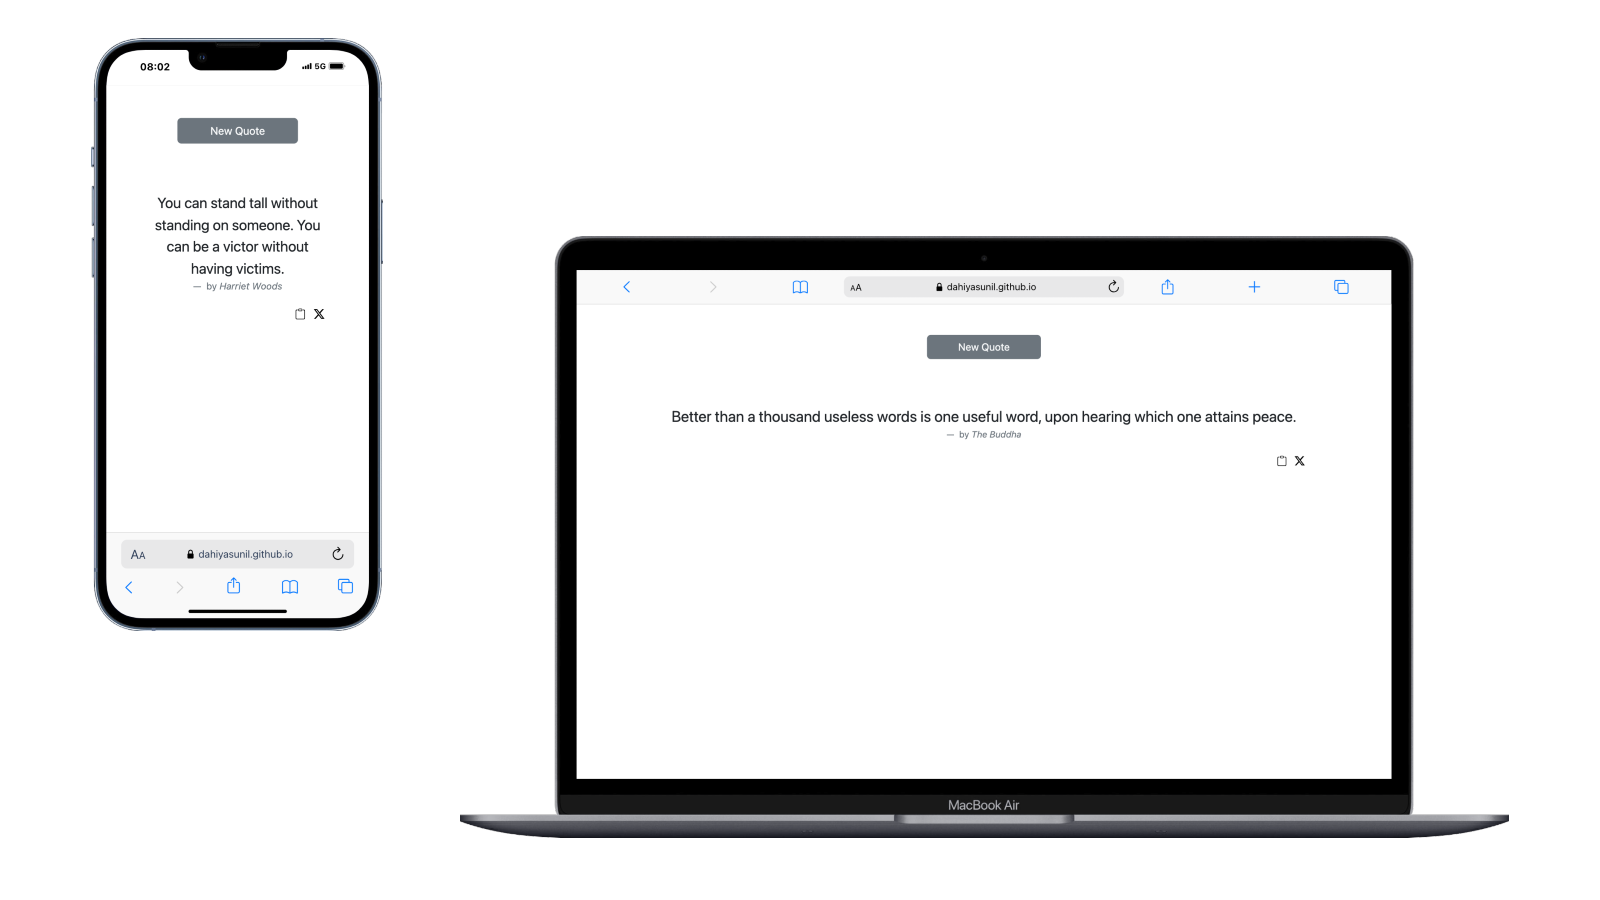 08:02
5G
New Quote
You can stand tall without
standing on someone. You
can be a victor without
having victims.
— by Harriet Woods
X
AA
dahiyasunil.github.io
AA
dahiyasunil.github.io
New Quote
Better than a thousand useless words is one useful word, upon hearing which one attains peace.
— by The Buddha
X
MacBook Air